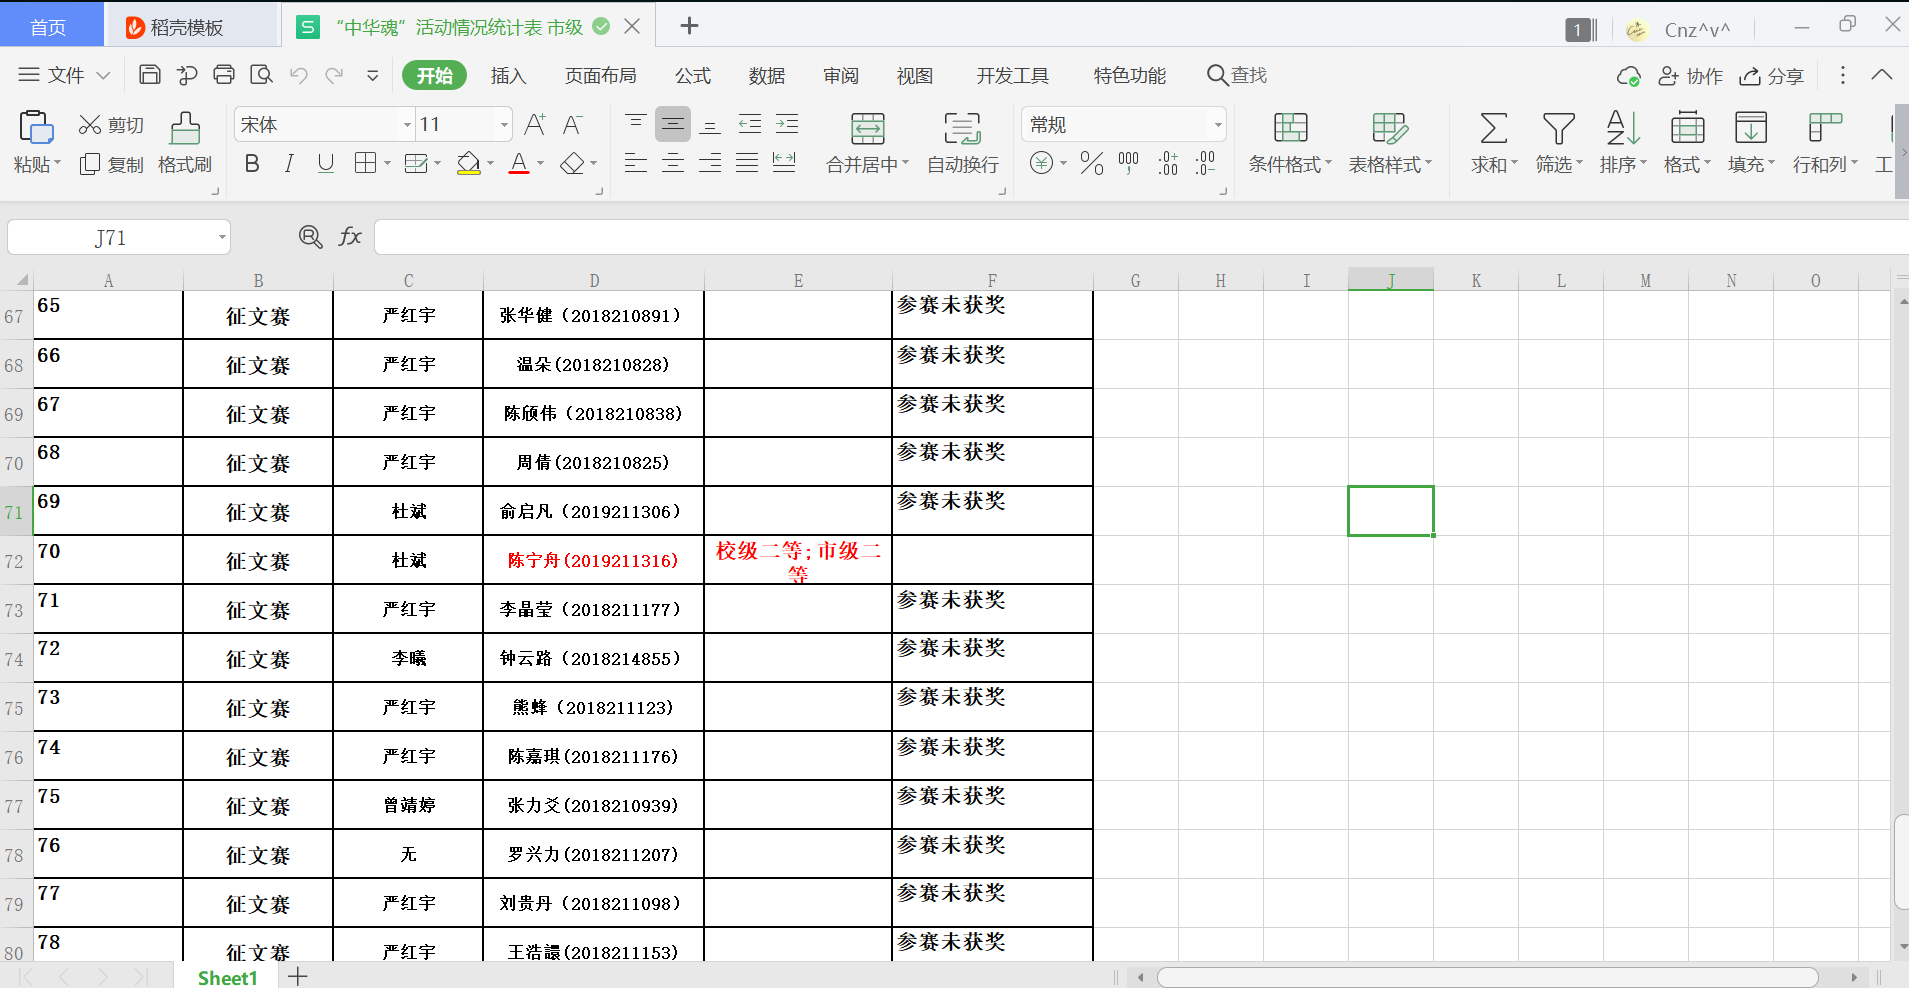 首页 稻壳模板 S “中华魂”活动情况统计表 市级 1 Cnz^v^
文件 开始 插入 页面布局 公式 数据 审阅 视图 开发工具 特色功能 查找 协作 分享
宋体 11 A+ A- 常规
粘贴 剪切 复制 格式刷 B I U A 合并居中 自动换行 % 条件格式 表格样式 求和 筛选 排序 格式 填充 行和列 工
J71 fx
A B C D E F G H I J K L M N O
67 65 征文赛 严红宇 张华健（2018210891） 参赛未获奖
68 66 征文赛 严红宇 温朵(2018210828) 参赛未获奖
69 67 征文赛 严红宇 陈颀伟（2018210838) 参赛未获奖
70 68 征文赛 严红宇 周倩(2018210825) 参赛未获奖
71 69 征文赛 杜斌 俞启凡（2019211306） 参赛未获奖
72 70 征文赛 杜斌 陈宁舟(2019211316) 校级二等;市级二
等
73 71 征文赛 严红宇 李晶莹（2018211177） 参赛未获奖
74 72 征文赛 李曦 钟云路（2018214855） 参赛未获奖
75 73 征文赛 严红宇 熊蜂（2018211123) 参赛未获奖
76 74 征文赛 严红宇 陈嘉琪(2018211176) 参赛未获奖
77 75 征文赛 曾靖婷 张力爻(2018210939) 参赛未获奖
78 76 征文赛 无 罗兴力(2018211207) 参赛未获奖
79 77 征文赛 严红宇 刘贵丹（2018211098） 参赛未获奖
80 78 征文赛 严红宇 王浩譞(2018211153) 参赛未获奖
Sheet1